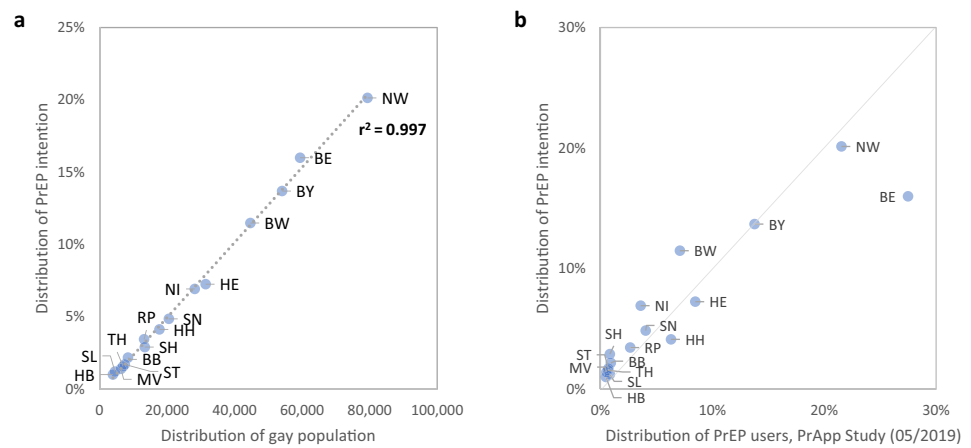 a
25%
20%
15%
10%
5%
0%
Distribution of PrEP intention
NW
r² = 0.997
BE
BY
BW
NI
HE
RP
SN
HH
TH
SH
SL
BB
ST
HB
MV
0
20,000
40,000
60,000
80,000
100,000
Distribution of gay population
b
30%
20%
10%
0%
Distribution of PrEP intention
NW
BE
BY
BW
HE
NI
SN
SH
RP
HH
ST
BB
MV
TH
SL
HB
0%
10%
20%
30%
Distribution of PrEP users, PrApp Study (05/2019)